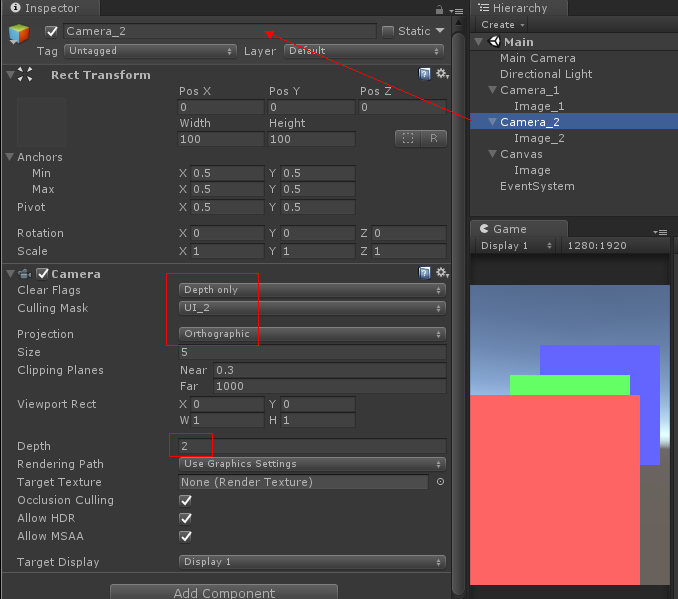 Inspector
Camera_2 Static
Tag Untagged Layer Default
Rect Transform
Pos X Pos Y Pos Z
0 0 0
Width Height
100 100 R
Anchors
Min X 0.5 Y 0.5
Max X 0.5 Y 0.5
Pivot X 0.5 Y 0.5
Rotation X 0 Y 0 Z 0
Scale X 1 Y 1 Z 1
Camera
Clear Flags Depth only
Culling Mask UI_2
Projection Orthographic
Size 5
Clipping Planes Near 0.3
Far 1000
Viewport Rect X 0 Y 0
W 1 H 1
Depth 2
Rendering Path Use Graphics Settings
Target Texture None (Render Texture)
Occlusion Culling
Allow HDR
Allow MSAA
Target Display Display 1
Add Component
Hierarchy
Create
Main
Main Camera
Directional Light
Camera_1
Image_1
Camera_2
Image_2
Canvas
Image
EventSystem
Game
Display 1 1280:1920